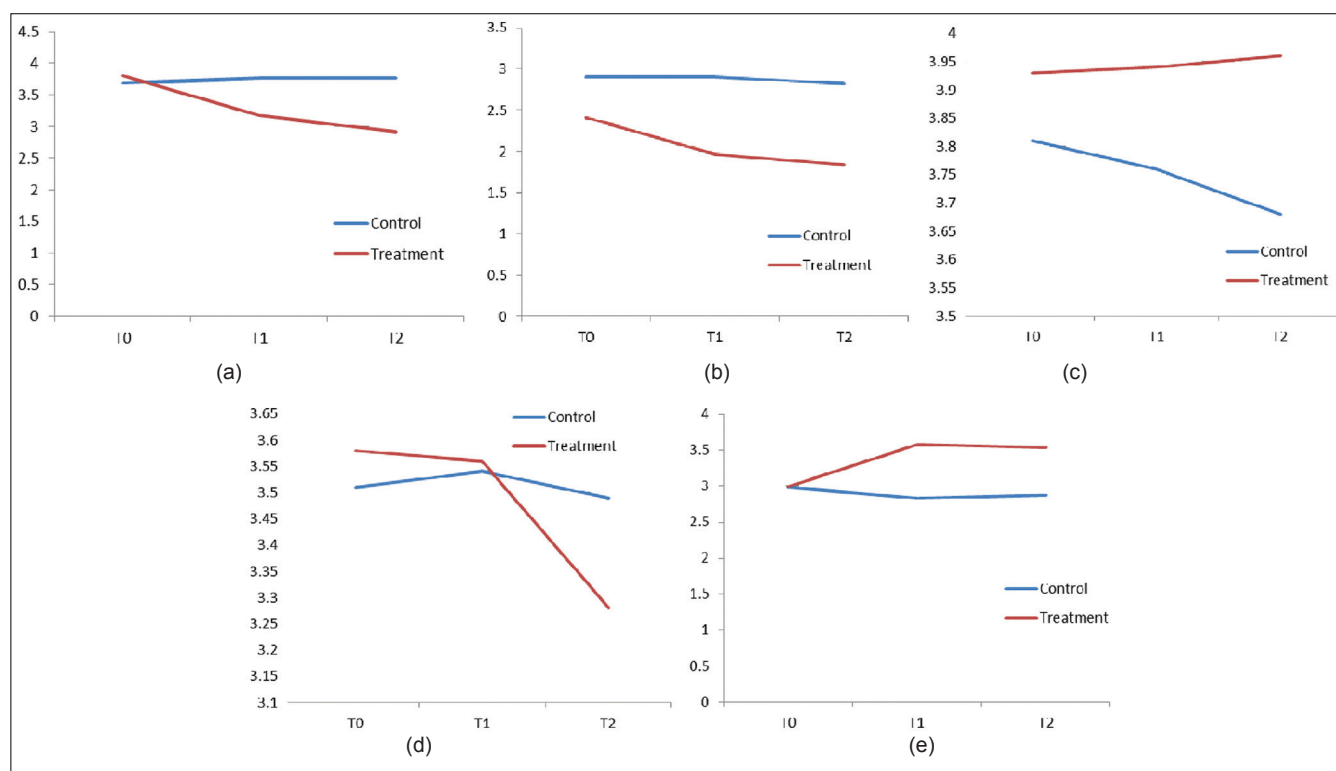 4.5
4
3.5
3
2.5
2
1.5
1
0.5
0
T0 T1 T2
Control
Treatment
(a)
3.5
3
2.5
2
1.5
1
0.5
0
T0 T1 T2
Control
Treatment
(b)
4
3.95
3.9
3.85
3.8
3.75
3.7
3.65
3.6
3.55
3.5
T0 T1 T2
Control
Treatment
(c)
3.65
3.6
3.55
3.5
3.45
3.4
3.35
3.3
3.25
3.2
3.15
3.1
T0 T1 T2
Control
Treatment
(d)
4
3.5
3
2.5
2
1.5
1
0.5
0
T0 T1 T2
Control
Treatment
(e)